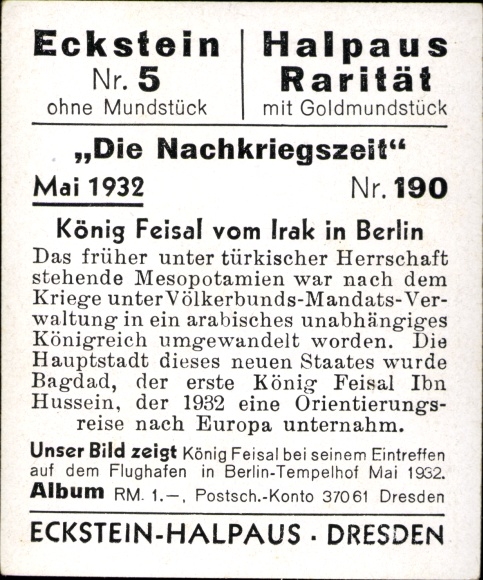 Eckstein
Nr. 5
ohne Mundstück
Halpaus
Rarität
mit Goldmundstück
„Die Nachkriegszeit“
Mai 1932 Nr. 190
König Feisal vom Irak in Berlin
Das früher unter türkischer Herrschaft
stehende Mesopotamien war nach dem
Kriege unter Völkerbunds-Mandats-Ver-
waltung in ein arabisches unabhängiges
Königreich umgewandelt worden. Die
Hauptstadt dieses neuen Staates wurde
Bagdad, der erste König Feisal Ibn
Hussein, der 1932 eine Orientierungs-
reise nach Europa unternahm.
Unser Bild zeigt König Feisal bei seinem Eintreffen
auf dem Flughafen in Berlin-Tempelhof Mai 1932.
Album RM. 1.–, Postsch.-Konto 37061 Dresden
ECKSTEIN-HALPAUS · DRESDEN